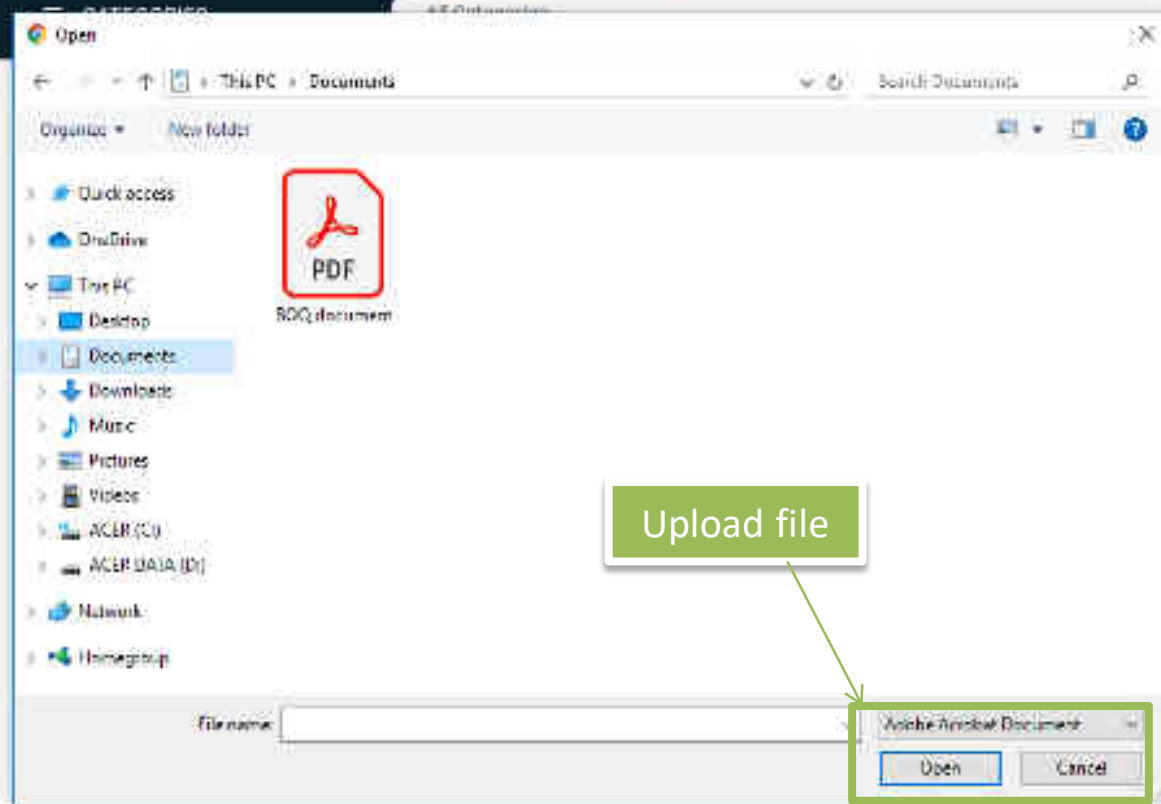 CATEGORIES
Open
This PC Documents
Search Documents
Organize New folder
Quick access
OneDrive
This PC
PDF
Desktop
BOQ document
Documents
Downloads
Music
Pictures
Upload file
Videos
ACER (C:)
ACER DATA (D:)
Network
Homegroup
File name:
Adobe Acrobat Document
Open Cancel